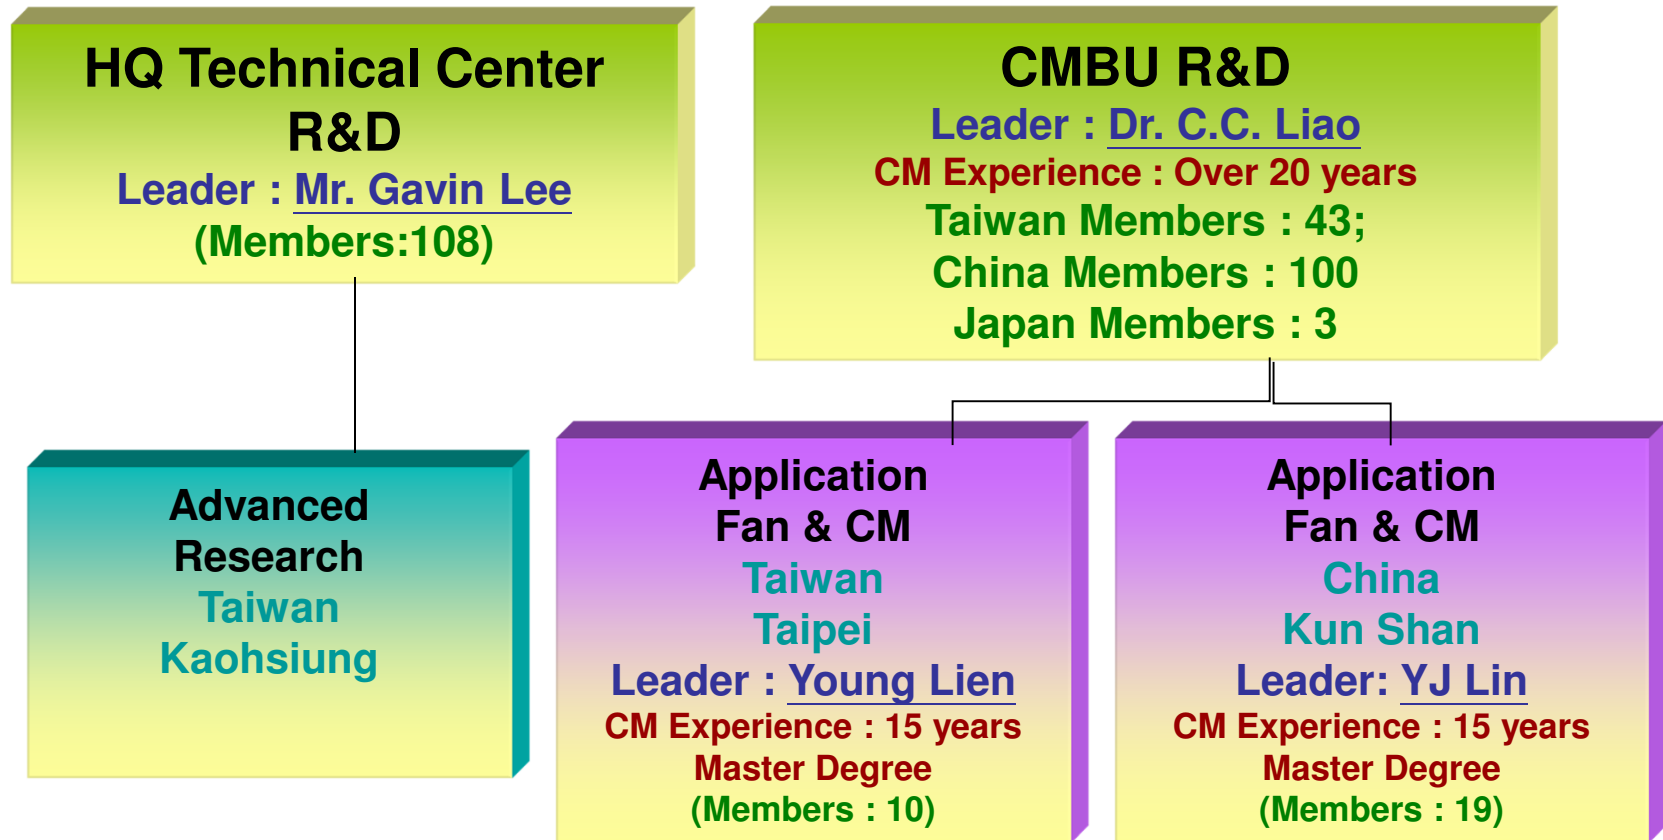 HQ Technical Center
R&D
Leader : Mr. Gavin Lee
(Members:108)
CMBU R&D
Leader : Dr. C.C. Liao
CM Experience : Over 20 years
Taiwan Members : 43;
China Members : 100
Japan Members : 3
Advanced
Research
Taiwan
Kaohsiung
Application
Fan & CM
Taiwan
Taipei
Leader : Young Lien
CM Experience : 15 years
Master Degree
(Members : 10)
Application
Fan & CM
China
Kun Shan
Leader: YJ Lin
CM Experience : 15 years
Master Degree
(Members : 19)